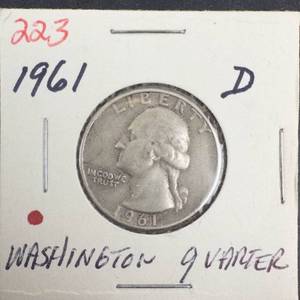 223
1961 D
LIBERTY
IN GOD WE
TRUST
1961
WASHINGTON QUARTER